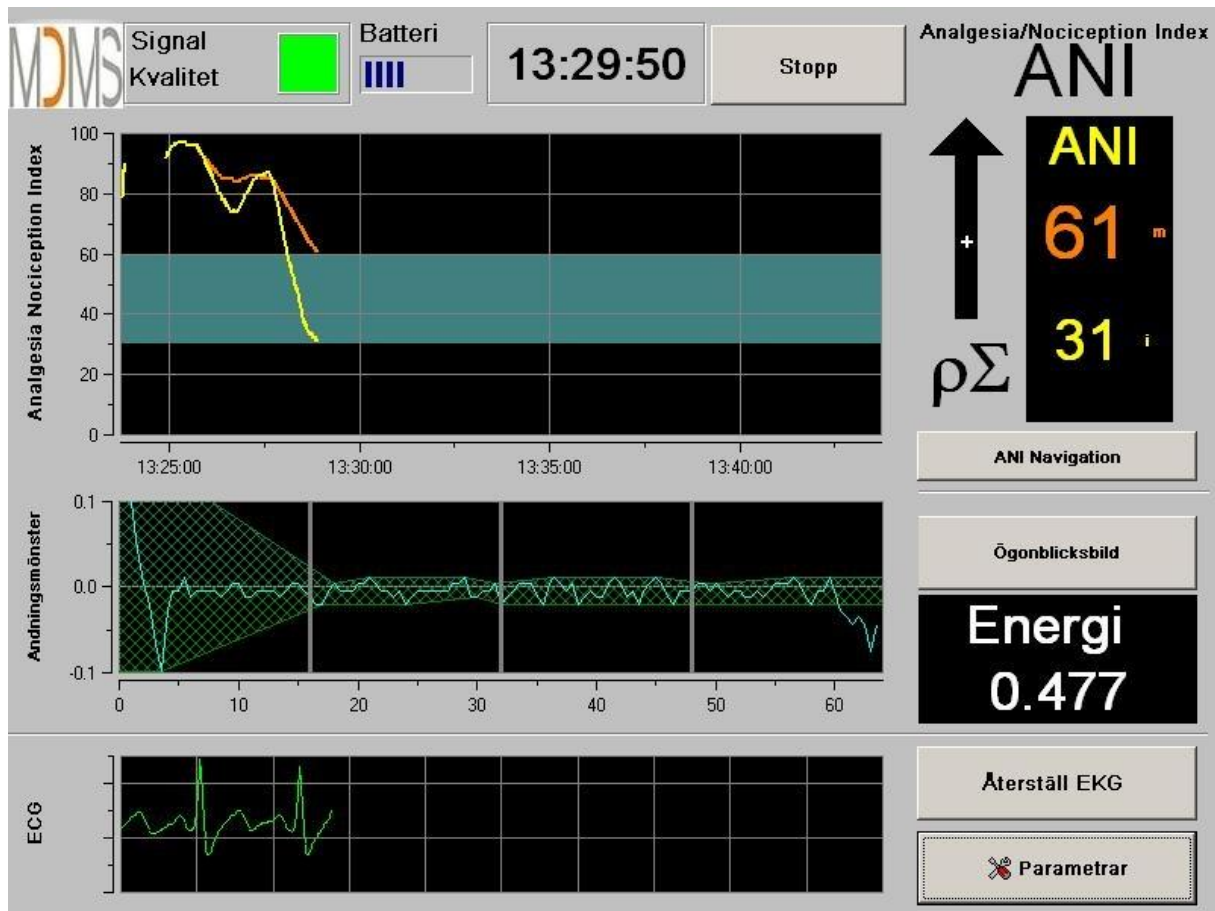 MDMS
Signal
Kvalitet
Batteri
13:29:50
Stopp
Analgesia/Nociception Index
ANI
Analgesia Nociception Index
100
80
60
40
20
0
13:25:00 13:30:00 13:35:00 13:40:00
+
ρΣ
ANI
61 m
31 i
ANI Navigation
Andningsmönster
0.1
0.0
-0.1
0 10 20 30 40 50 60
Ögonblicksbild
Energi
0.477
ECG
Återställ EKG
Parametrar